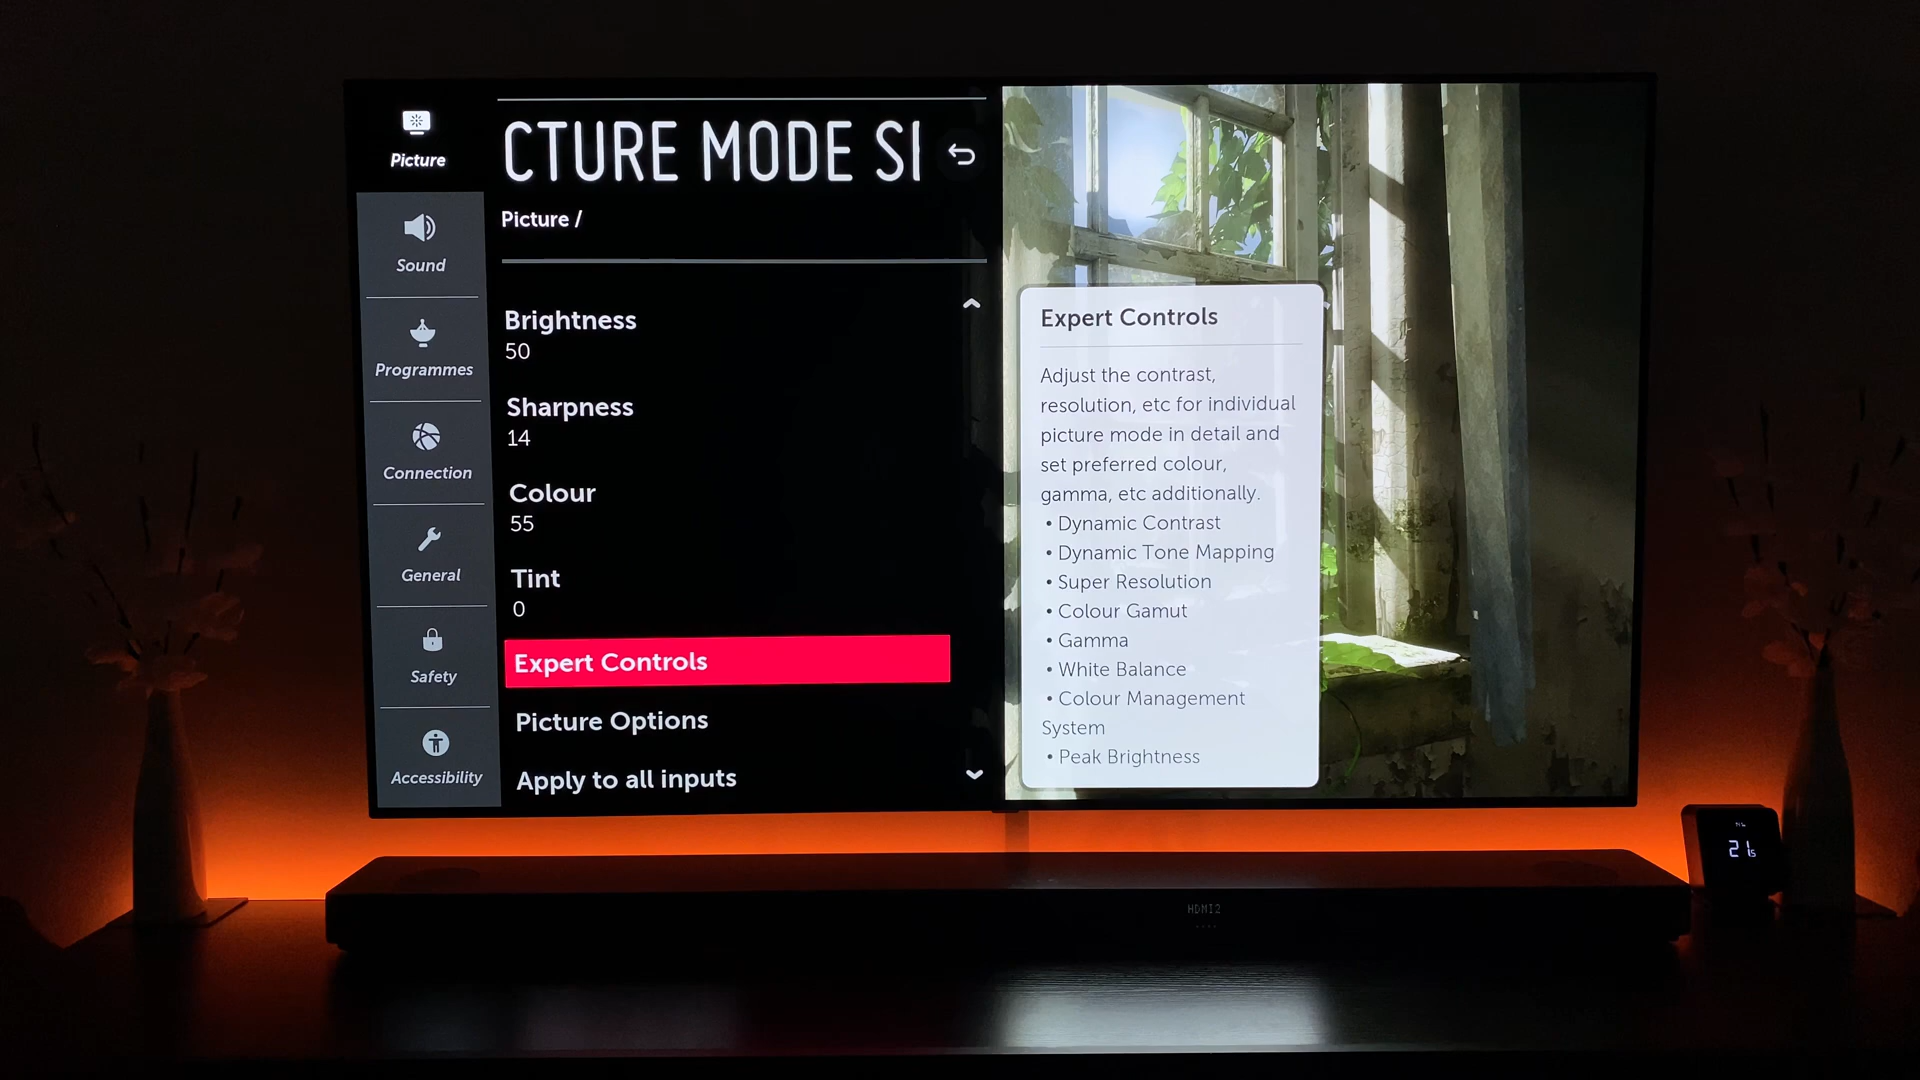 Picture
Sound
Programmes
Connection
General
Safety
Accessibility
CTURE MODE SI
Picture /
Brightness
50
Sharpness
14
Colour
55
Tint
0
Expert Controls
Picture Options
Apply to all inputs
Expert Controls
Adjust the contrast,
resolution, etc for individual
picture mode in detail and
set preferred colour,
gamma, etc additionally.
• Dynamic Contrast
• Dynamic Tone Mapping
• Super Resolution
• Colour Gamut
• Gamma
• White Balance
• Colour Management
System
• Peak Brightness
215
HDMI2